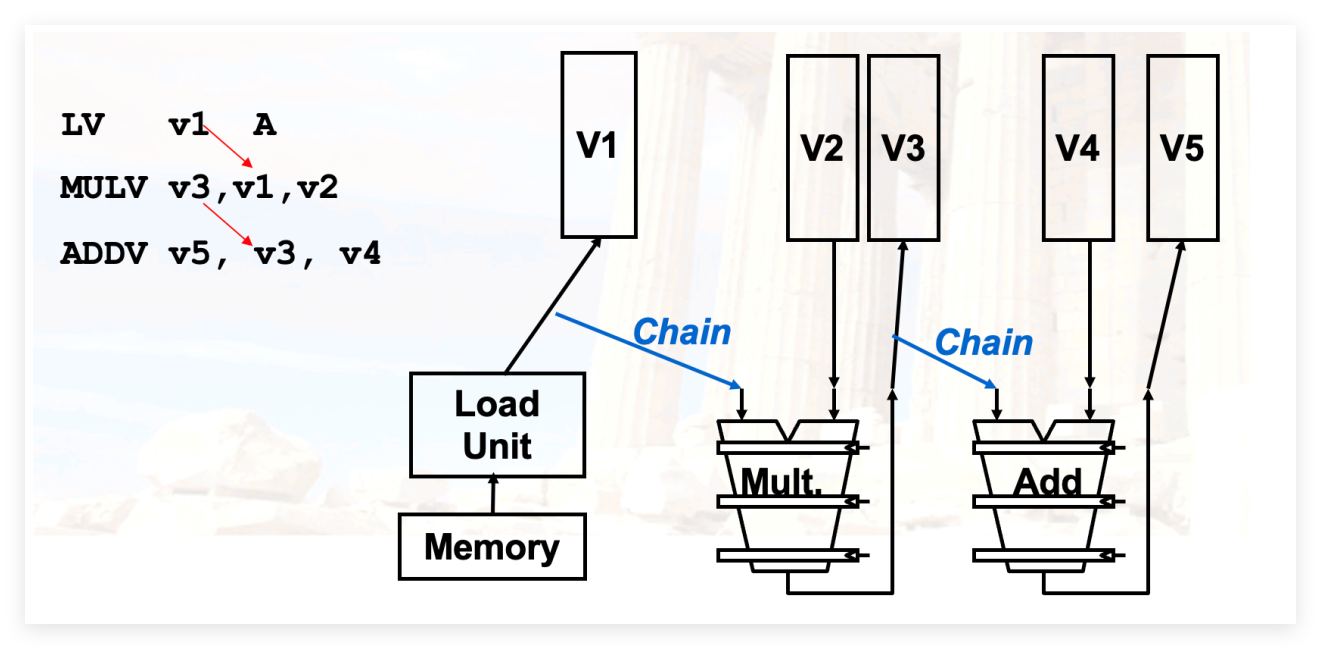 LV v1 A
MULV v3,v1,v2
ADDV v5, v3, v4
V1
V2
V3
V4
V5
Chain
Chain
Load
Unit
Mult.
Add
Memory